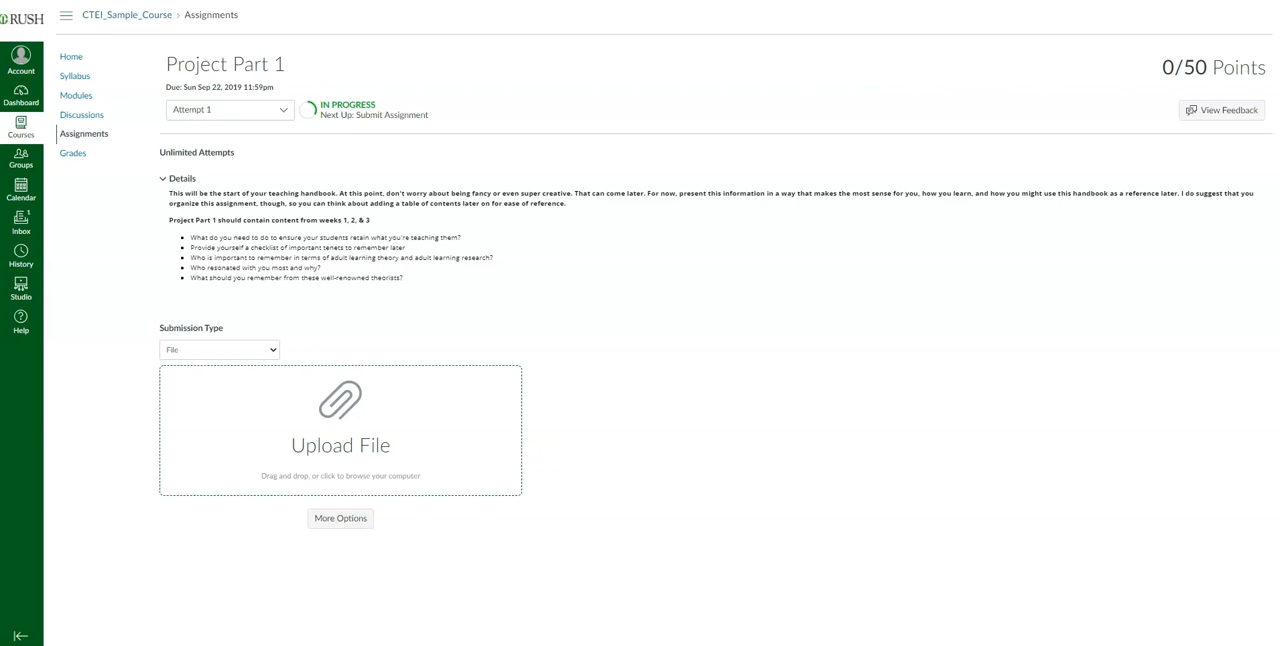 RUSH
CTEI_Sample_Course › Assignments
Account
Dashboard
Courses
Groups
Calendar
1
Inbox
History
Studio
Help
Home
Syllabus
Modules
Discussions
Assignments
Grades
Project Part 1
0/50 Points
Due: Sun Sep 22, 2019 11:59pm
Attempt 1
IN PROGRESS
Next Up: Submit Assignment
View Feedback
Unlimited Attempts
Details
This will be the start of your teaching handbook. At this point, don't worry about being fancy or even super creative. That can come later. For now, present this information in a way that makes the most sense for you, how you learn, and how you might use this handbook as a reference later. I do suggest that you
organize this assignment, though, so you can think about adding a table of contents later on for ease of reference.
Project Part 1 should contain content from weeks 1, 2, & 3
• What do you need to do to ensure your students retain what you're teaching them?
• Provide yourself a checklist of important tenets to remember later
• Who is important to remember in terms of adult learning theory and adult learning research?
• Who resonated with you most and why?
• What should you remember from these well-renowned theorists?
Submission Type
File
Upload File
Drag and drop, or click to browse your computer
More Options